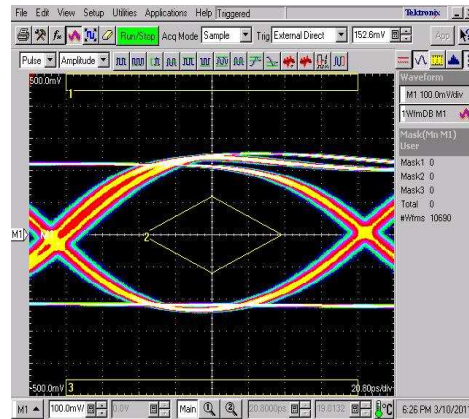 File Edit View Setup Utilities Applications Help Triggered
Tektronix
Run/Stop Acq Mode Sample Trig External Direct 152.6mV App
Pulse Amplitude
500.0mV
1
Waveform
M1 100.0mV/div
1WfmDB M1
Mask(Mn M1)
User
Mask1 0
Mask2 0
Mask3 0
Total 0
#Wfms 10690
M1
2
3
-500.0mV
20.80ps/div
M1 100.0mV/ 0.0V Main 20.8000ps 19.0132 °C 6:26 PM 3/10/201